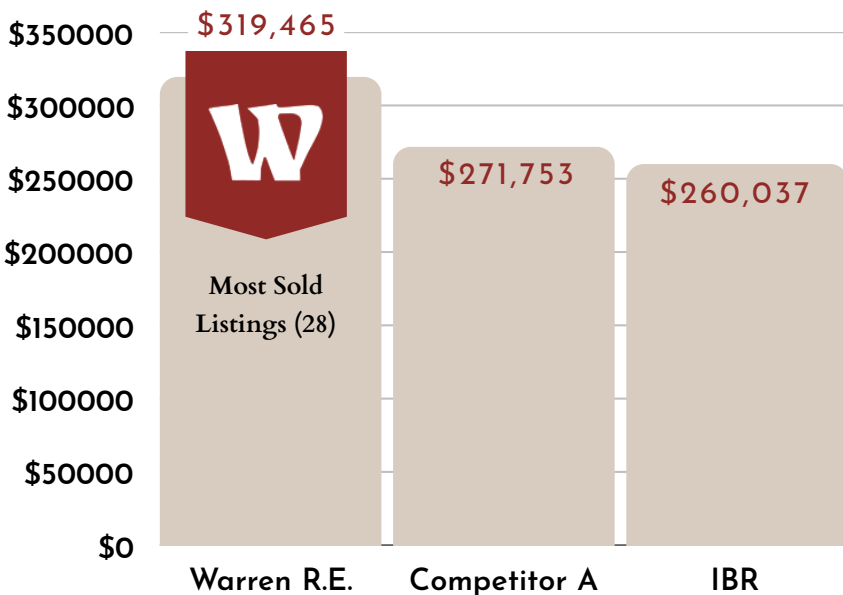 $350000
$319,465
$300000
W
$250000
$271,753
$260,037
$200000
Most Sold
Listings (28)
$150000
$100000
$50000
$0
Warren R.E.
Competitor A
IBR